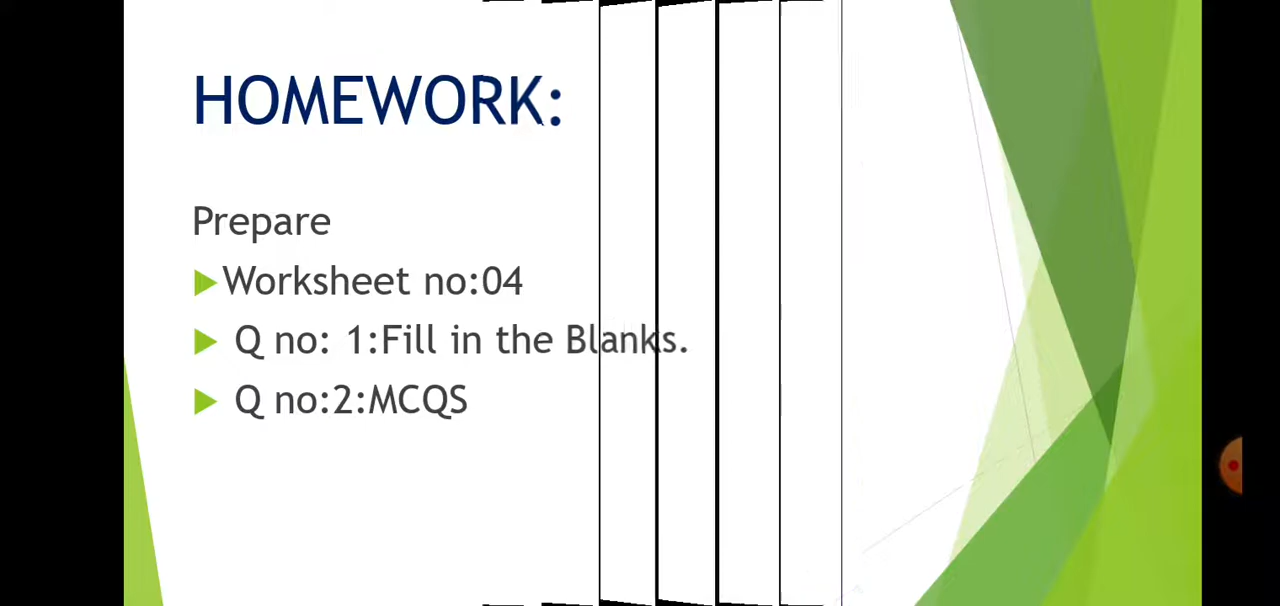 HOMEWORK:
Prepare
Worksheet no:04
Q no: 1:Fill in the Blanks.
Q no:2:MCQS